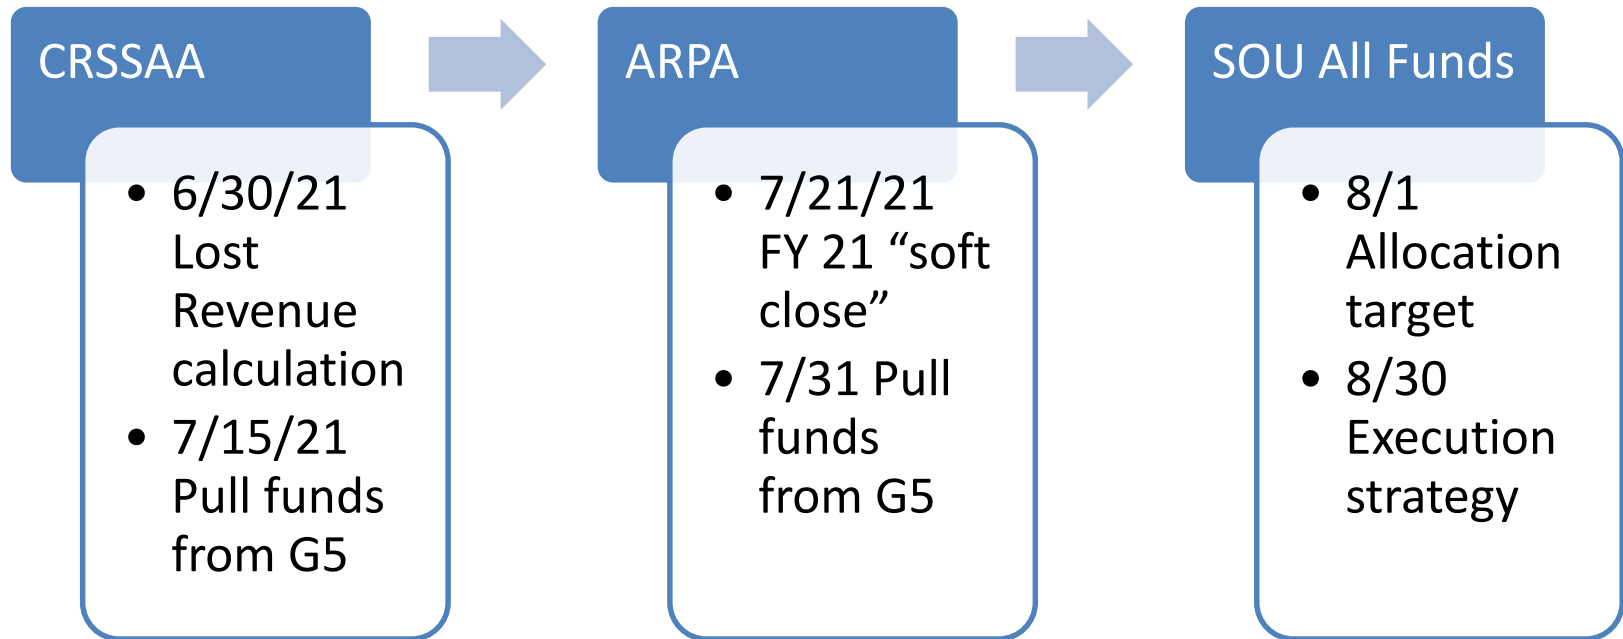 CRSSAA
• 6/30/21
Lost
Revenue
calculation
• 7/15/21
Pull funds
from G5
ARPA
• 7/21/21
FY 21 “soft
close”
• 7/31 Pull
funds
from G5
SOU All Funds
• 8/1
Allocation
target
• 8/30
Execution
strategy